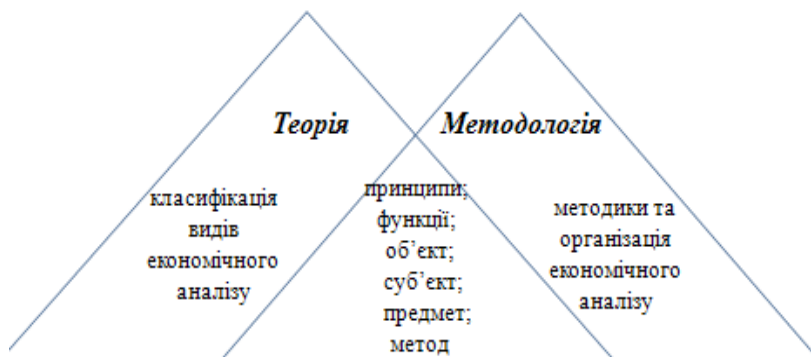 Теорія
Методологія
класифікація
видів
економічного
аналізу
принципи;
функції;
об’єкт;
суб’єкт;
предмет;
метод
методики та
організація
економічного
аналізу